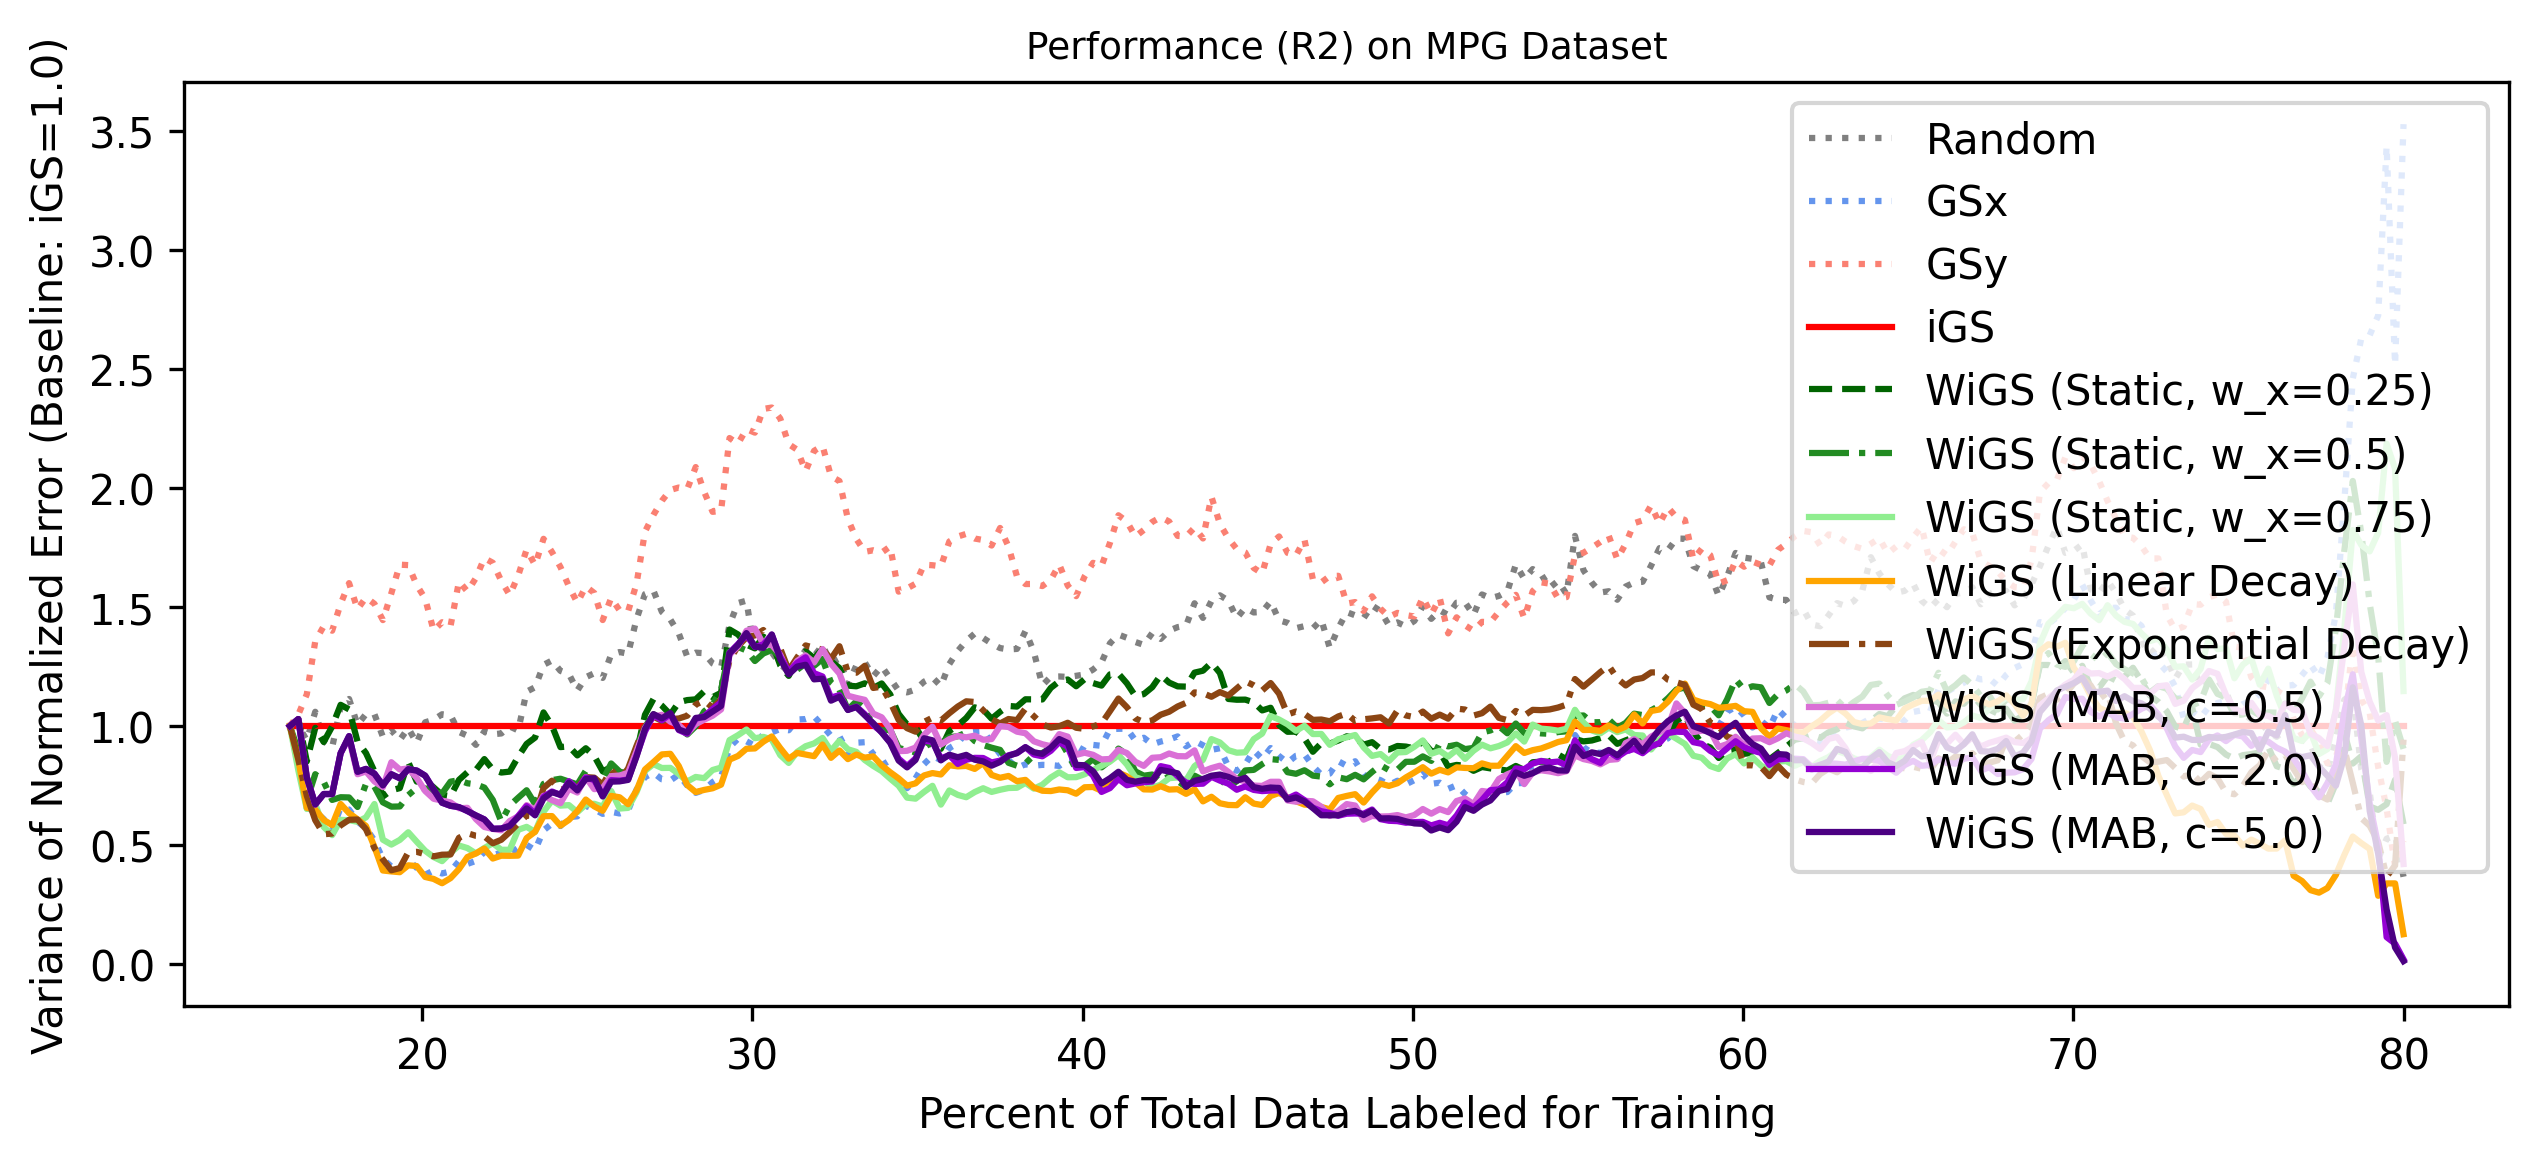 Performance (R2) on MPG Dataset
Variance of Normalized Error (Baseline: iGS=1.0)
3.5
3.0
2.5
2.0
1.5
1.0
0.5
0.0
Random
GSx
GSy
iGS
WiGS (Static, w_x=0.25)
WiGS (Static, w_x=0.5)
WiGS (Static, w_x=0.75)
WiGS (Linear Decay)
WiGS (Exponential Decay)
WiGS (MAB, c=0.5)
WiGS (MAB, c=2.0)
WiGS (MAB, c=5.0)
20 30 40 50 60 70 80
Percent of Total Data Labeled for Training